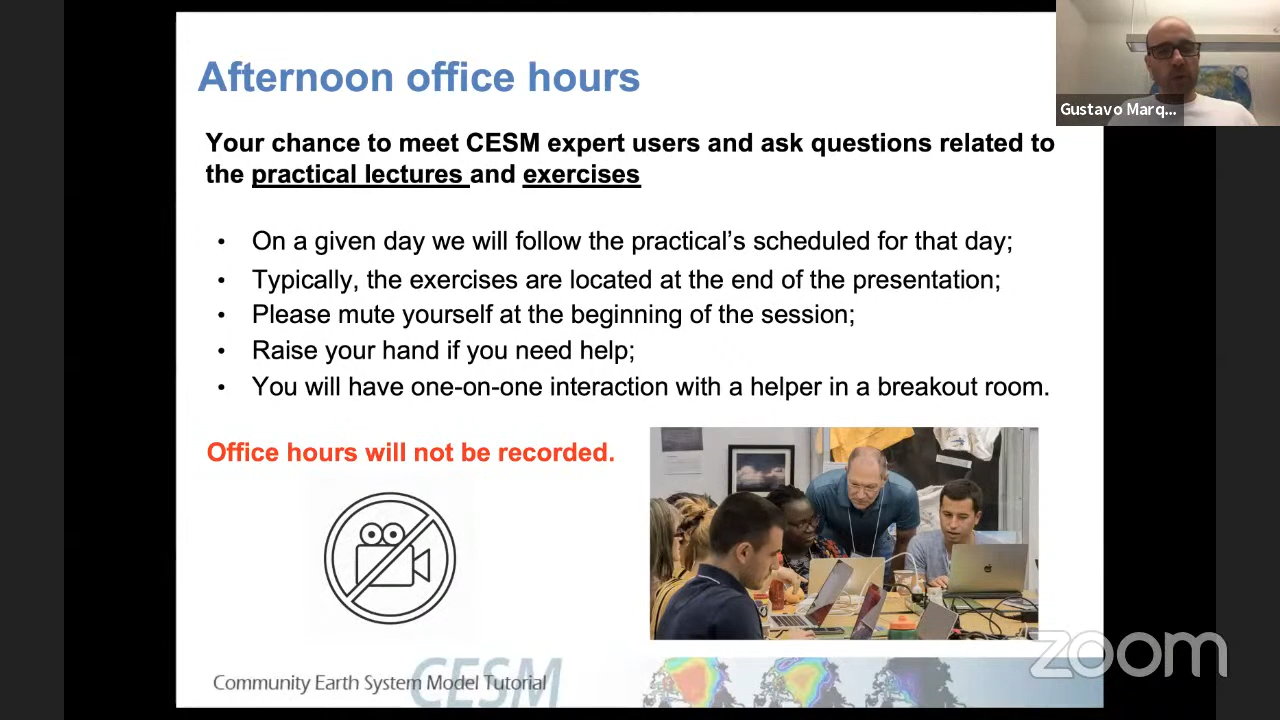 Afternoon office hours
Gustavo Marq...
Your chance to meet CESM expert users and ask questions related to
the practical lectures and exercises
• On a given day we will follow the practical’s scheduled for that day;
• Typically, the exercises are located at the end of the presentation;
• Please mute yourself at the beginning of the session;
• Raise your hand if you need help;
• You will have one-on-one interaction with a helper in a breakout room.
Office hours will not be recorded.
zoom
CESM
Community Earth System Model Tutorial